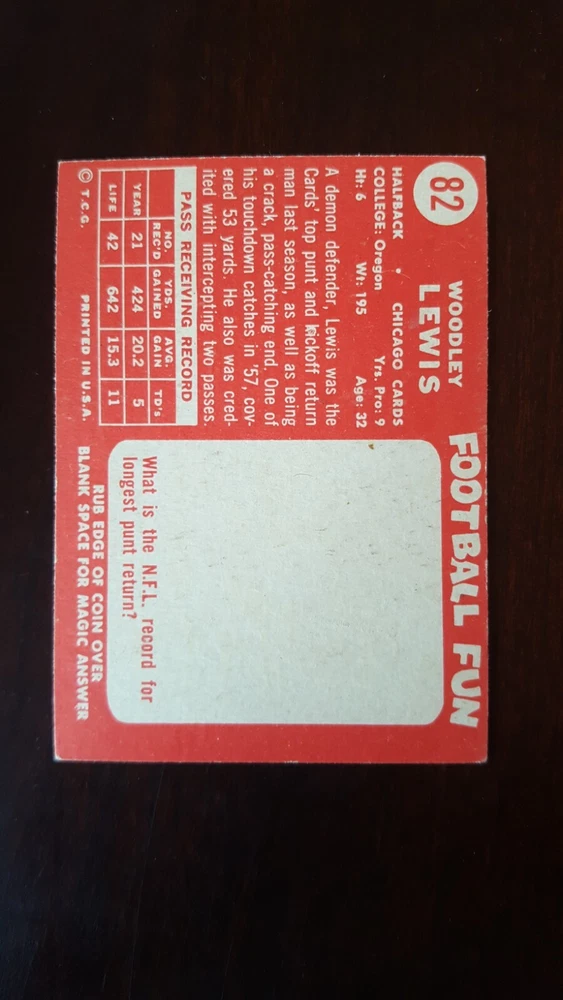 82
WOODLEY
LEWIS
HALFBACK • CHICAGO CARDS
COLLEGE: Oregon Yrs. Pro: 9
Ht: 6 Wt: 195 Age: 32
A demon defender, Lewis was the
Cards' top punt and kickoff return
man last season, as well as being
a crack, pass-catching end. One of
his touchdown catches in '57, cov-
ered 53 yards. He also was cred-
ited with intercepting two passes.
PASS RECEIVING RECORD
NO. REC'D YDS. GAINED AVG. GAIN TD's
YEAR 21 424 20.2 5
LIFE 42 642 15.3 11
© T.C.G. PRINTED IN U.S.A.
FOOTBALL FUN
What is the N.F.L. record for
longest punt return?
RUB EDGE OF COIN OVER
BLANK SPACE FOR MAGIC ANSWER